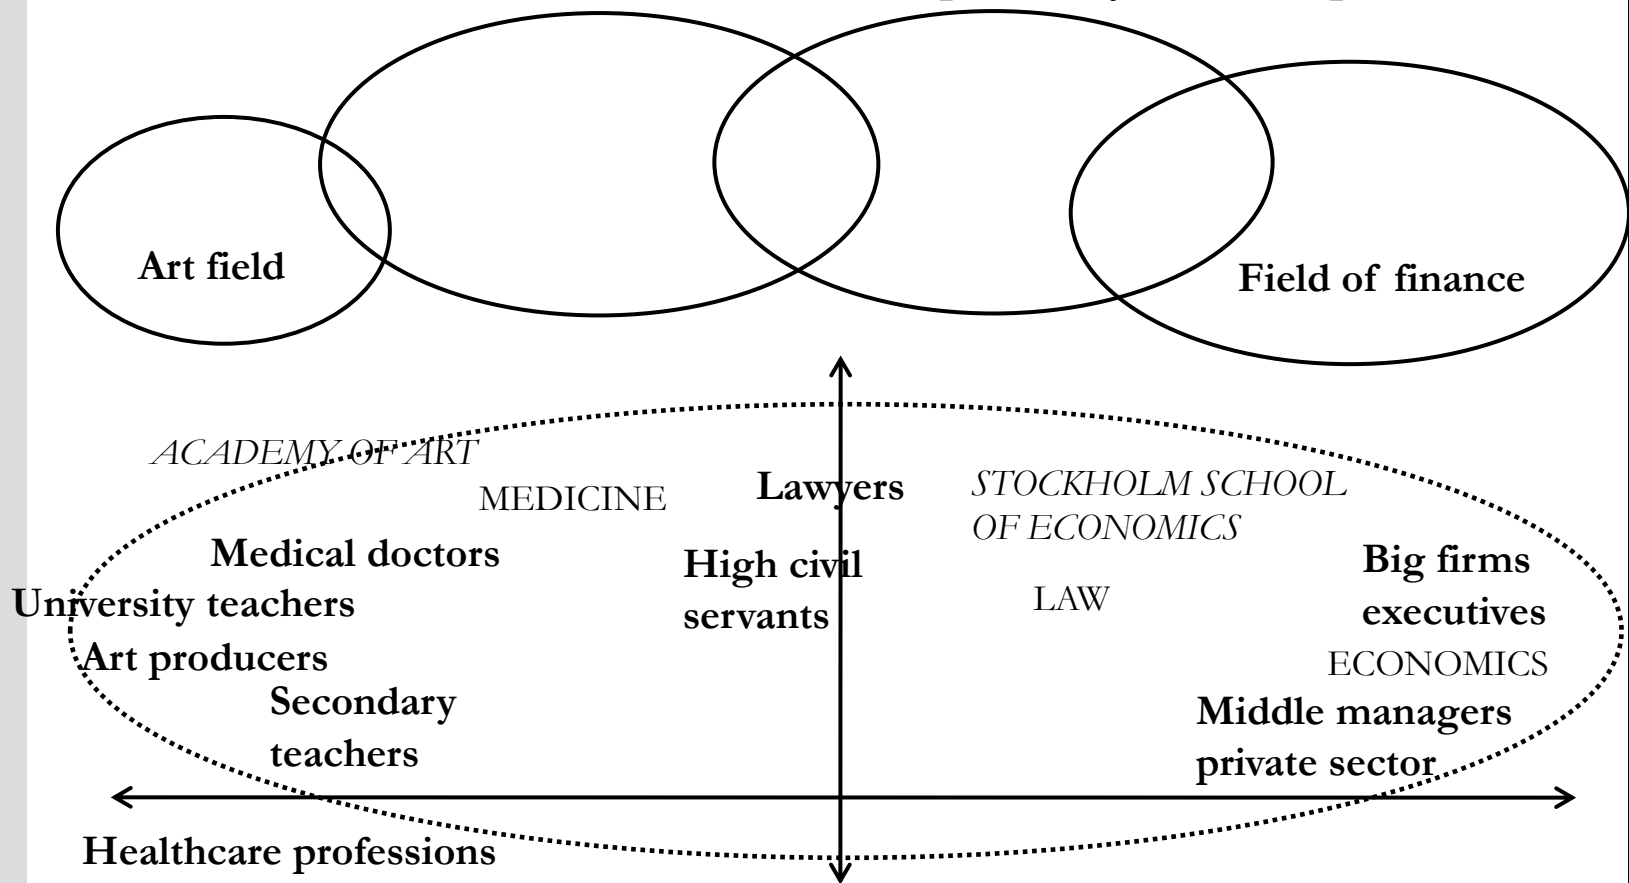 Art field
Field of finance
ACADEMY OF ART
MEDICINE
Lawyers
STOCKHOLM SCHOOL
OF ECONOMICS
Medical doctors
High civil
servants
Big firms
executives
University teachers
LAW
Art producers
ECONOMICS
Secondary
teachers
Middle managers
private sector
Healthcare professions